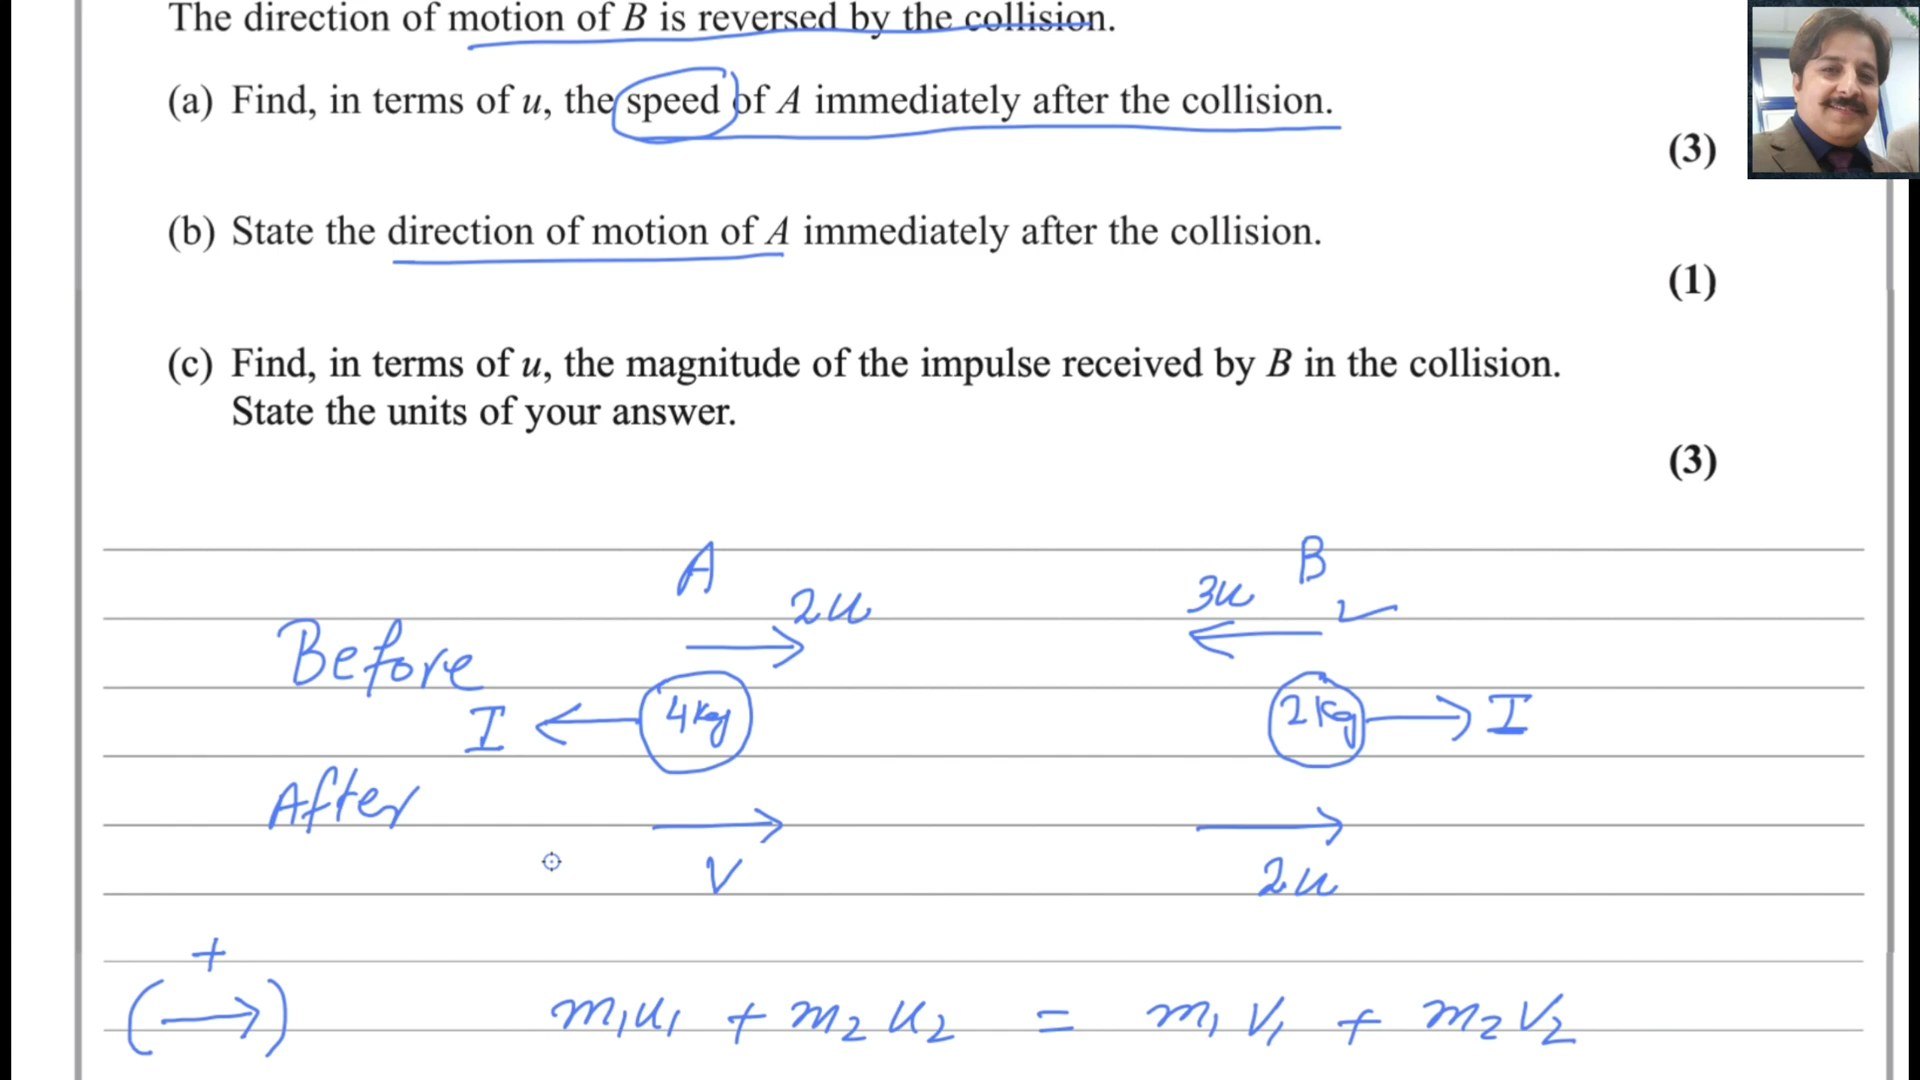 The direction of motion of B is reversed by the collision.
(a) Find, in terms of u, the speed of A immediately after the collision.
(3)
(b) State the direction of motion of A immediately after the collision.
(1)
(c) Find, in terms of u, the magnitude of the impulse received by B in the collision.
State the units of your answer.
(3)
A B
2u 3u
Before
I 4kg 2kg I
After
V 2u
+
(→) m₁u₁ + m₂u₂ = m₁V₁ + m₂V₂